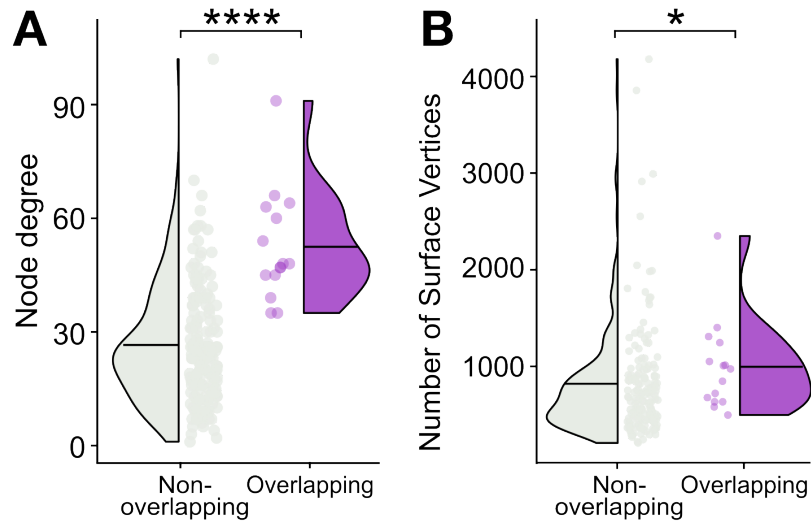 A
****
Node degree
90
60
30
0
Non-
overlapping
Overlapping
B
*
Number of Surface Vertices
4000
3000
2000
1000
Non-
overlapping
Overlapping